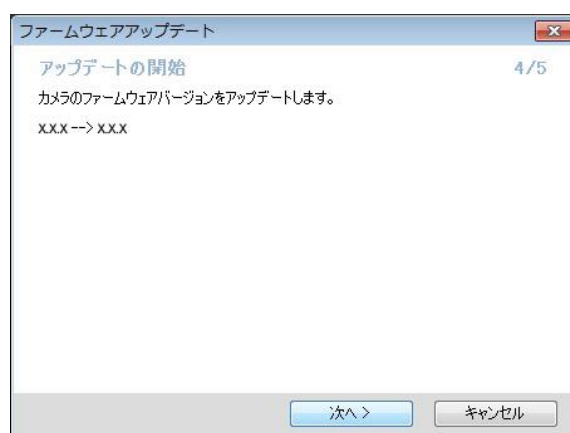 ファームウェアアップデート
アップデートの開始 4/5
カメラのファームウェアバージョンをアップデートします。
x.x.x --> x.x.x
次へ >
キャンセル